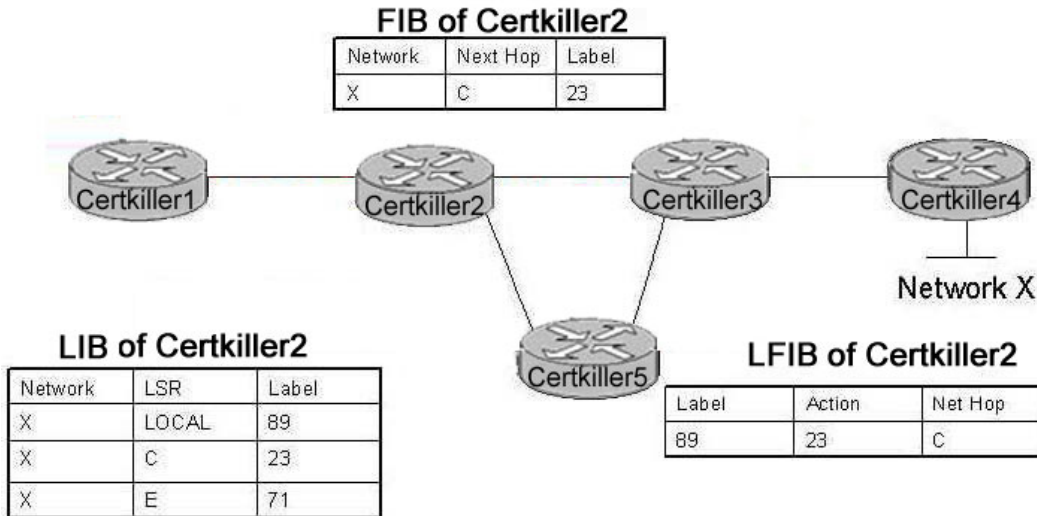 FIB of Certkiller2
Network Next Hop Label
X C 23
Certkiller1
Certkiller2
Certkiller3
Certkiller4
Network X
Certkiller5
LIB of Certkiller2
Network LSR Label
X LOCAL 89
X C 23
X E 71
LFIB of Certkiller2
Label Action Net Hop
89 23 C